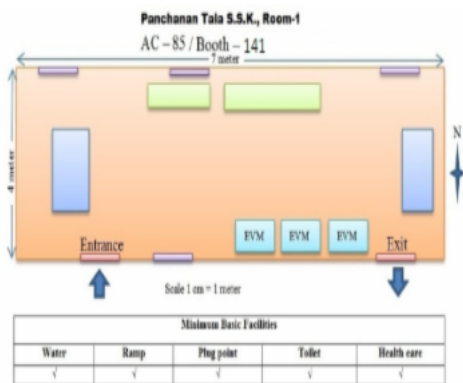 Panchanan Tala S.S.K., Room-1
AC – 85 / Booth – 141
7 meter
4 meter
N
EVM EVM EVM
Entrance Exit
Scale 1 cm = 1 meter
Minimum Basic Facilities
Water Ramp Plug point Toilet Health care
√ √ √ √ √